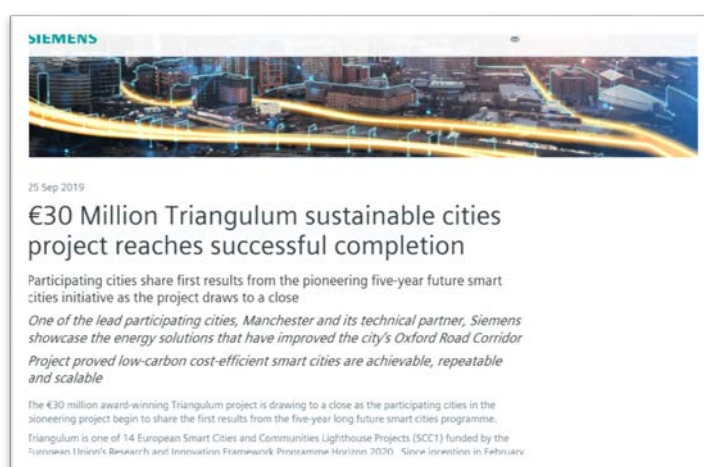 SIEMENS
25 Sep 2019
€30 Million Triangulum sustainable cities
project reaches successful completion
Participating cities share first results from the pioneering five-year future smart
cities initiative as the project draws to a close
One of the lead participating cities, Manchester and its technical partner, Siemens
showcase the energy solutions that have improved the city's Oxford Road Corridor
Project proved low-carbon cost-efficient smart cities are achievable, repeatable
and scalable
The €30 million award-winning Triangulum project is drawing to a close as the participating cities in the
pioneering project begin to share the first results from the five-year long future smart cities programme.
Triangulum is one of 14 European Smart Cities and Communities Lighthouse Projects (SCC1) funded by the
European Union's Research and Innovation Framework Programme Horizon 2020. Since inception in February